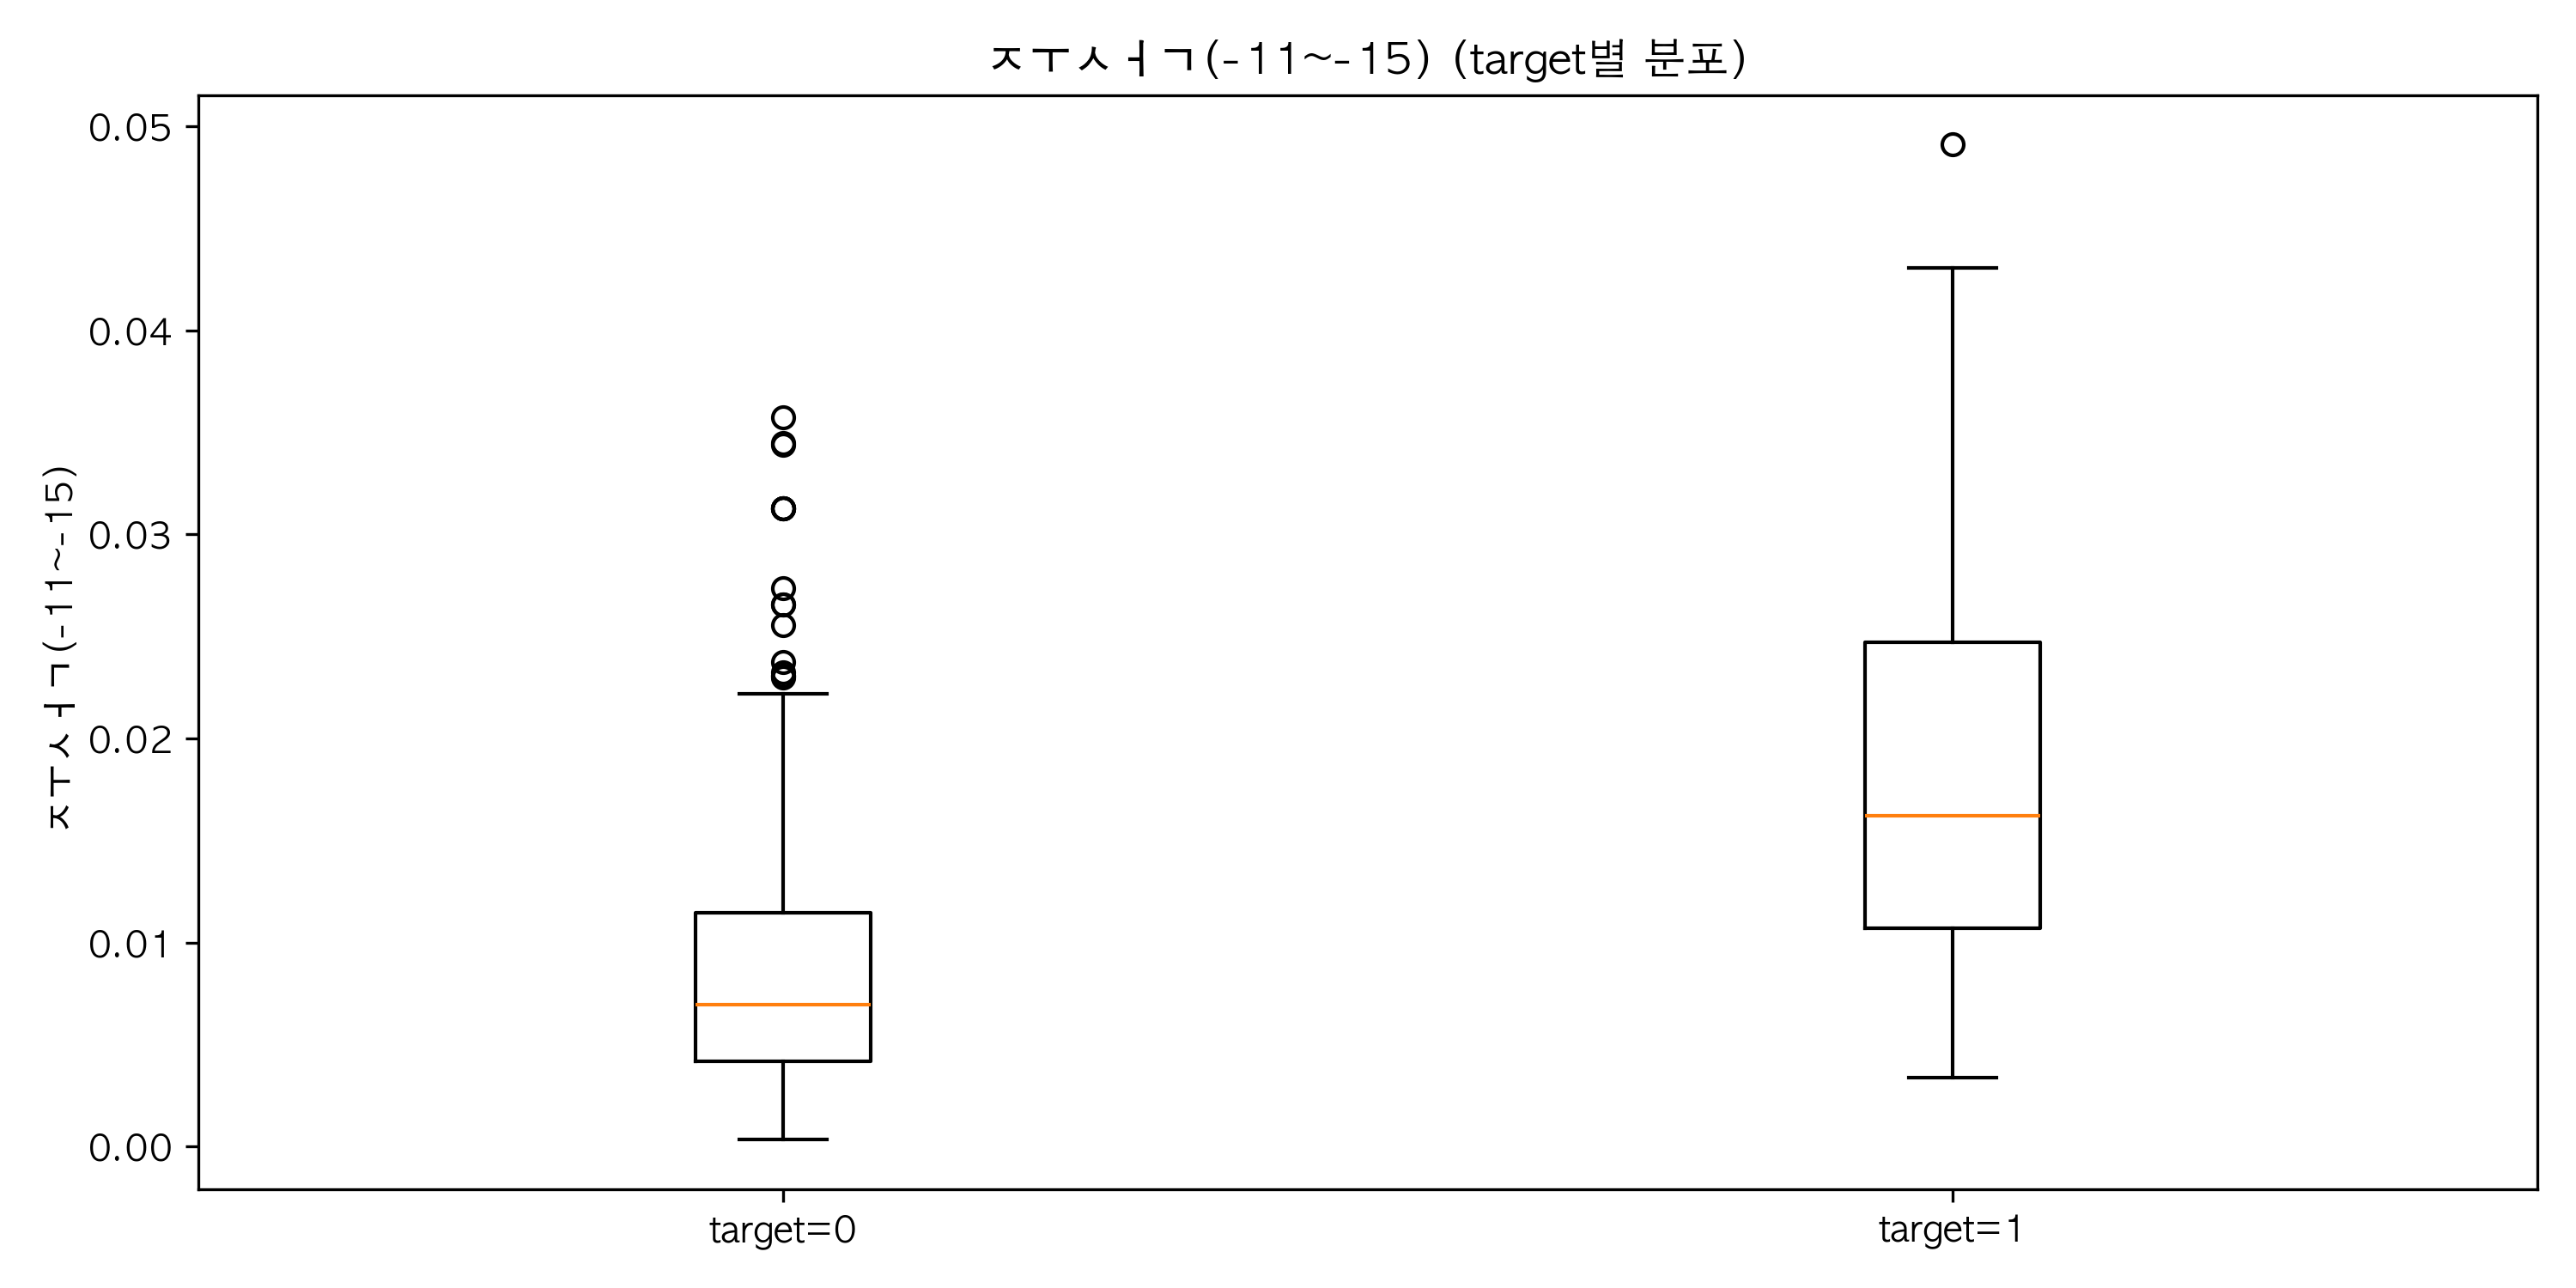 ㅈㅜㅅㅓㄱ(-11~-15) (target별 분포)
ㅈㅜㅅㅓㄱ(-11~-15)
0.05
0.04
0.03
0.02
0.01
0.00
target=0
target=1